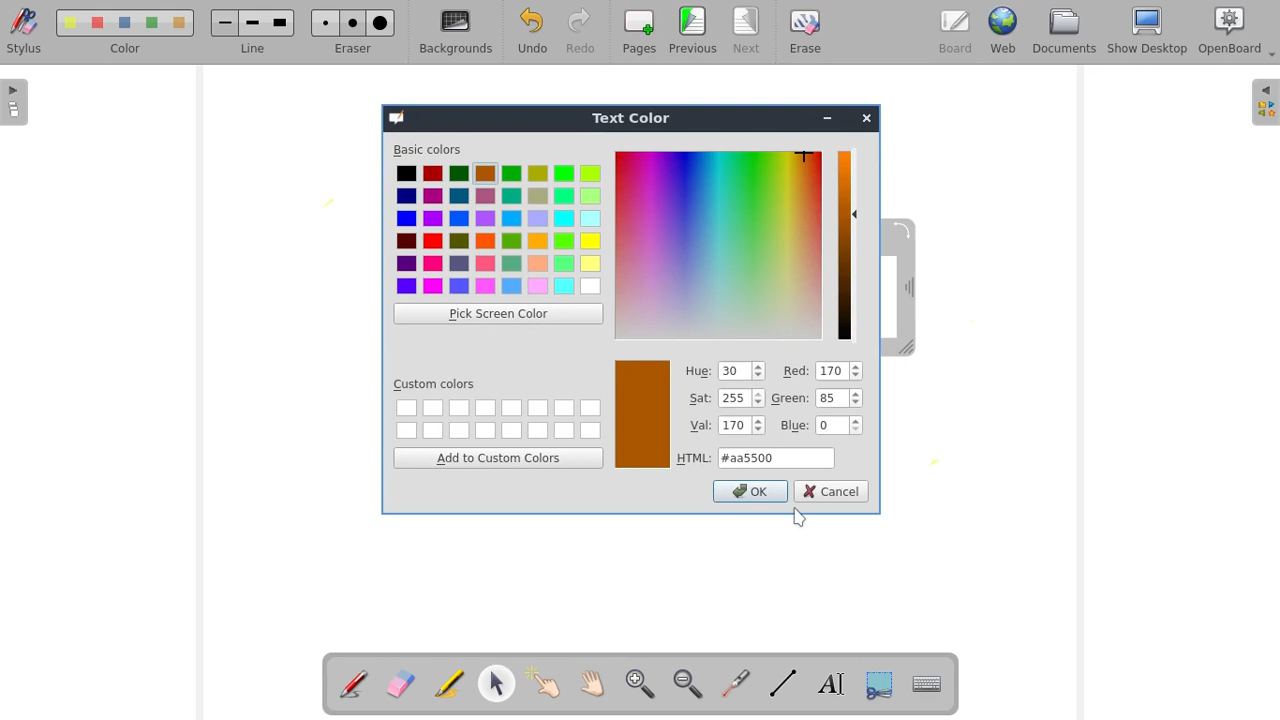 Stylus Color Line Eraser Backgrounds Undo Redo Pages Previous Next Erase Board Web Documents Show Desktop OpenBoard
Text Color
Basic colors
Pick Screen Color
Custom colors
Add to Custom Colors
Hue: 30 Red: 170
Sat: 255 Green: 85
Val: 170 Blue: 0
HTML: #aa5500
OK Cancel
AI